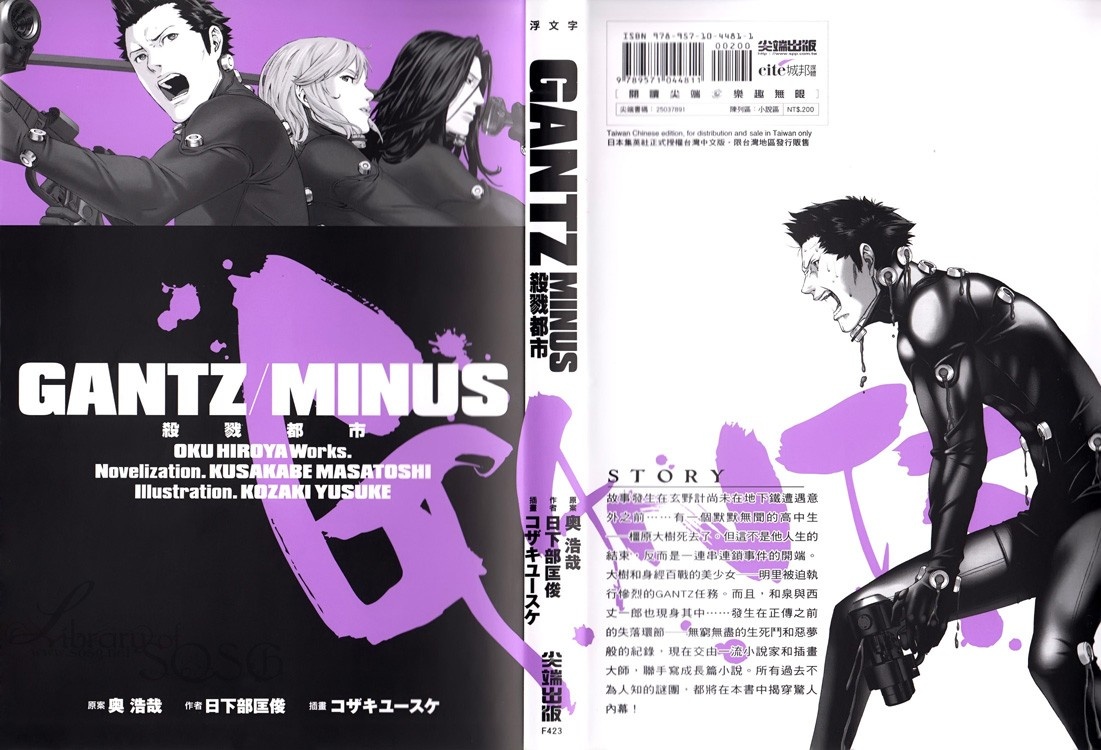 GANTZ/MINUS
殺戮都市
OKU HIROYA Works.
Novelization. KUSAKABE MASATOSHI
Illustration. KOZAKI YUSUKE
原案 奧 浩哉 作者 日下部匡俊 插畫 コザキユースケ
浮文字
GANTZ MINUS
殺戮都市
原案 奧 浩哉
作者 日下部匡俊
插畫 コザキユースケ
尖端出版
F423
ISBN 978-957-10-4481-1
00200
9 789571 044811
尖端出版
http://www.spp.com.tw
cité城邦
開讀尖端 樂趣無限
尖端書碼：25037891 陳列區：小說區 NT$.200
Taiwan Chinese edition, for distribution and sale in Taiwan only
日本集英社正式授權台灣中文版，限台灣地區發行販售
STORY
故事發生在玄野計尚未在地下鐵遭遇意
外之前……有一個默默無聞的高中生
──橿原大樹死去了。但這不是他人生的
結束，反而是一連串連鎖事件的開端。
大樹和身經百戰的美少女──明里被迫執
行慘烈的GANTZ任務。而且，和泉與西
丈一郎也現身其中……發生在正傳之前
的失落環節──無窮無盡的生死鬥和惡夢
般的紀錄，現在交由一流小說家和插畫
大師，聯手寫成長篇小說。所有過去不
為人知的謎團，都將在本書中揭穿驚人
內幕！